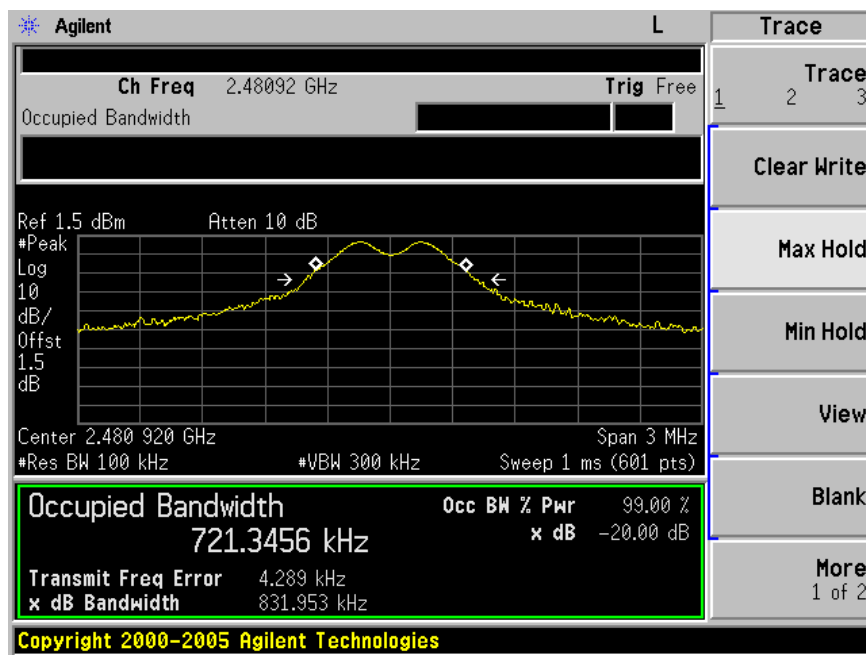 Agilent L Trace
Ch Freq 2.48092 GHz Trig Free
Occupied Bandwidth
Trace
1 2 3
Clear Write
Max Hold
Min Hold
View
Blank
More
1 of 2
Ref 1.5 dBm Atten 10 dB
#Peak
Log
10
dB/
Offst
1.5
dB
Center 2.480 920 GHz Span 3 MHz
#Res BW 100 kHz #VBW 300 kHz Sweep 1 ms (601 pts)
Occupied Bandwidth Occ BW % Pwr 99.00 %
721.3456 kHz x dB -20.00 dB
Transmit Freq Error 4.289 kHz
x dB Bandwidth 831.953 kHz
Copyright 2000-2005 Agilent Technologies